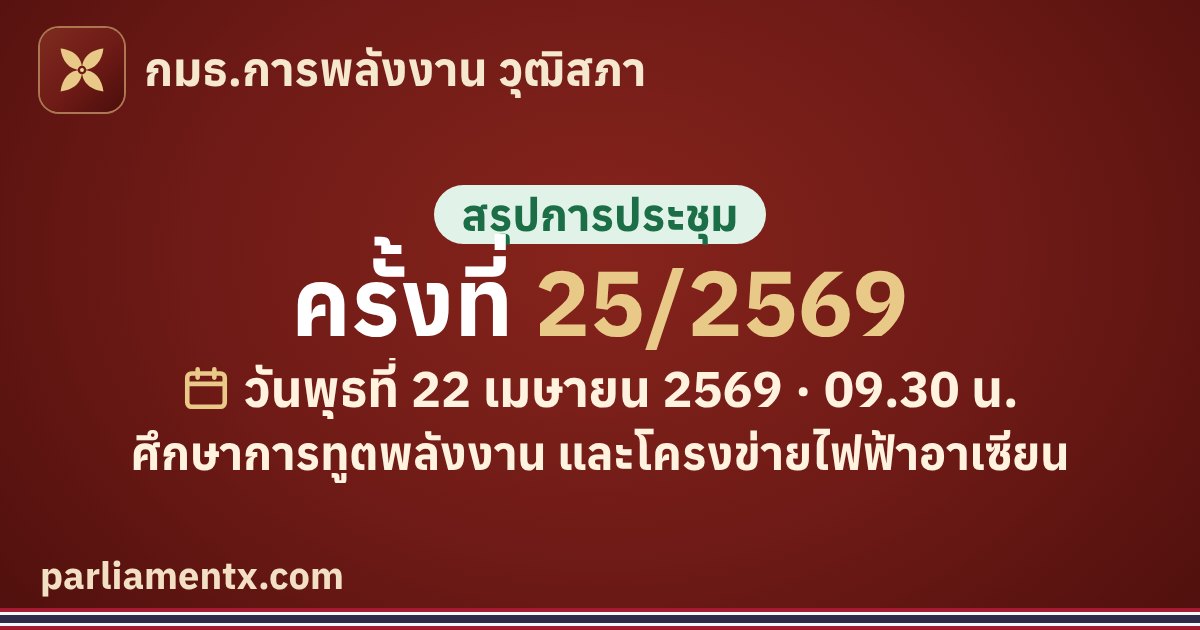 กมธ.การพลังงาน วุฒิสภา
สรุปการประชุม
ครั้งที่ 25/2569
วันพุธที่ 22 เมษายน 2569 · 09.30 น.
ศึกษาการทูตพลังงาน และโครงข่ายไฟฟ้าอาเซียน
parliamentx.com